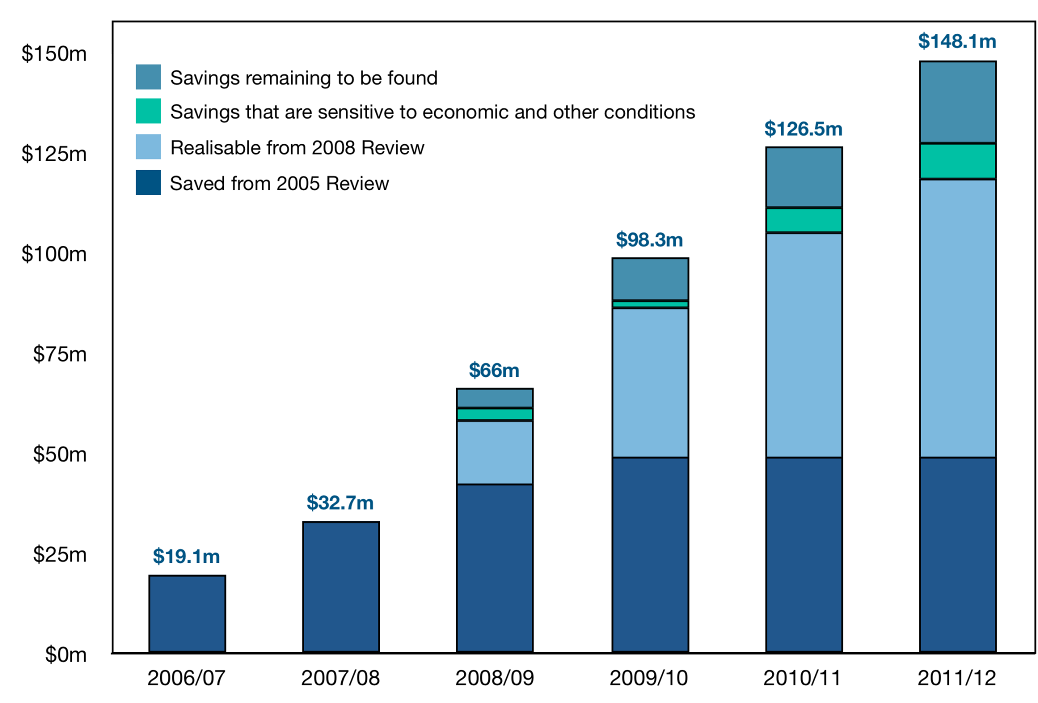 $150m
$125m
$100m
$75m
$50m
$25m
$0m
Savings remaining to be found
Savings that are sensitive to economic and other conditions
Realisable from 2008 Review
Saved from 2005 Review
$19.1m
$32.7m
$66m
$98.3m
$126.5m
$148.1m
2006/07
2007/08
2008/09
2009/10
2010/11
2011/12